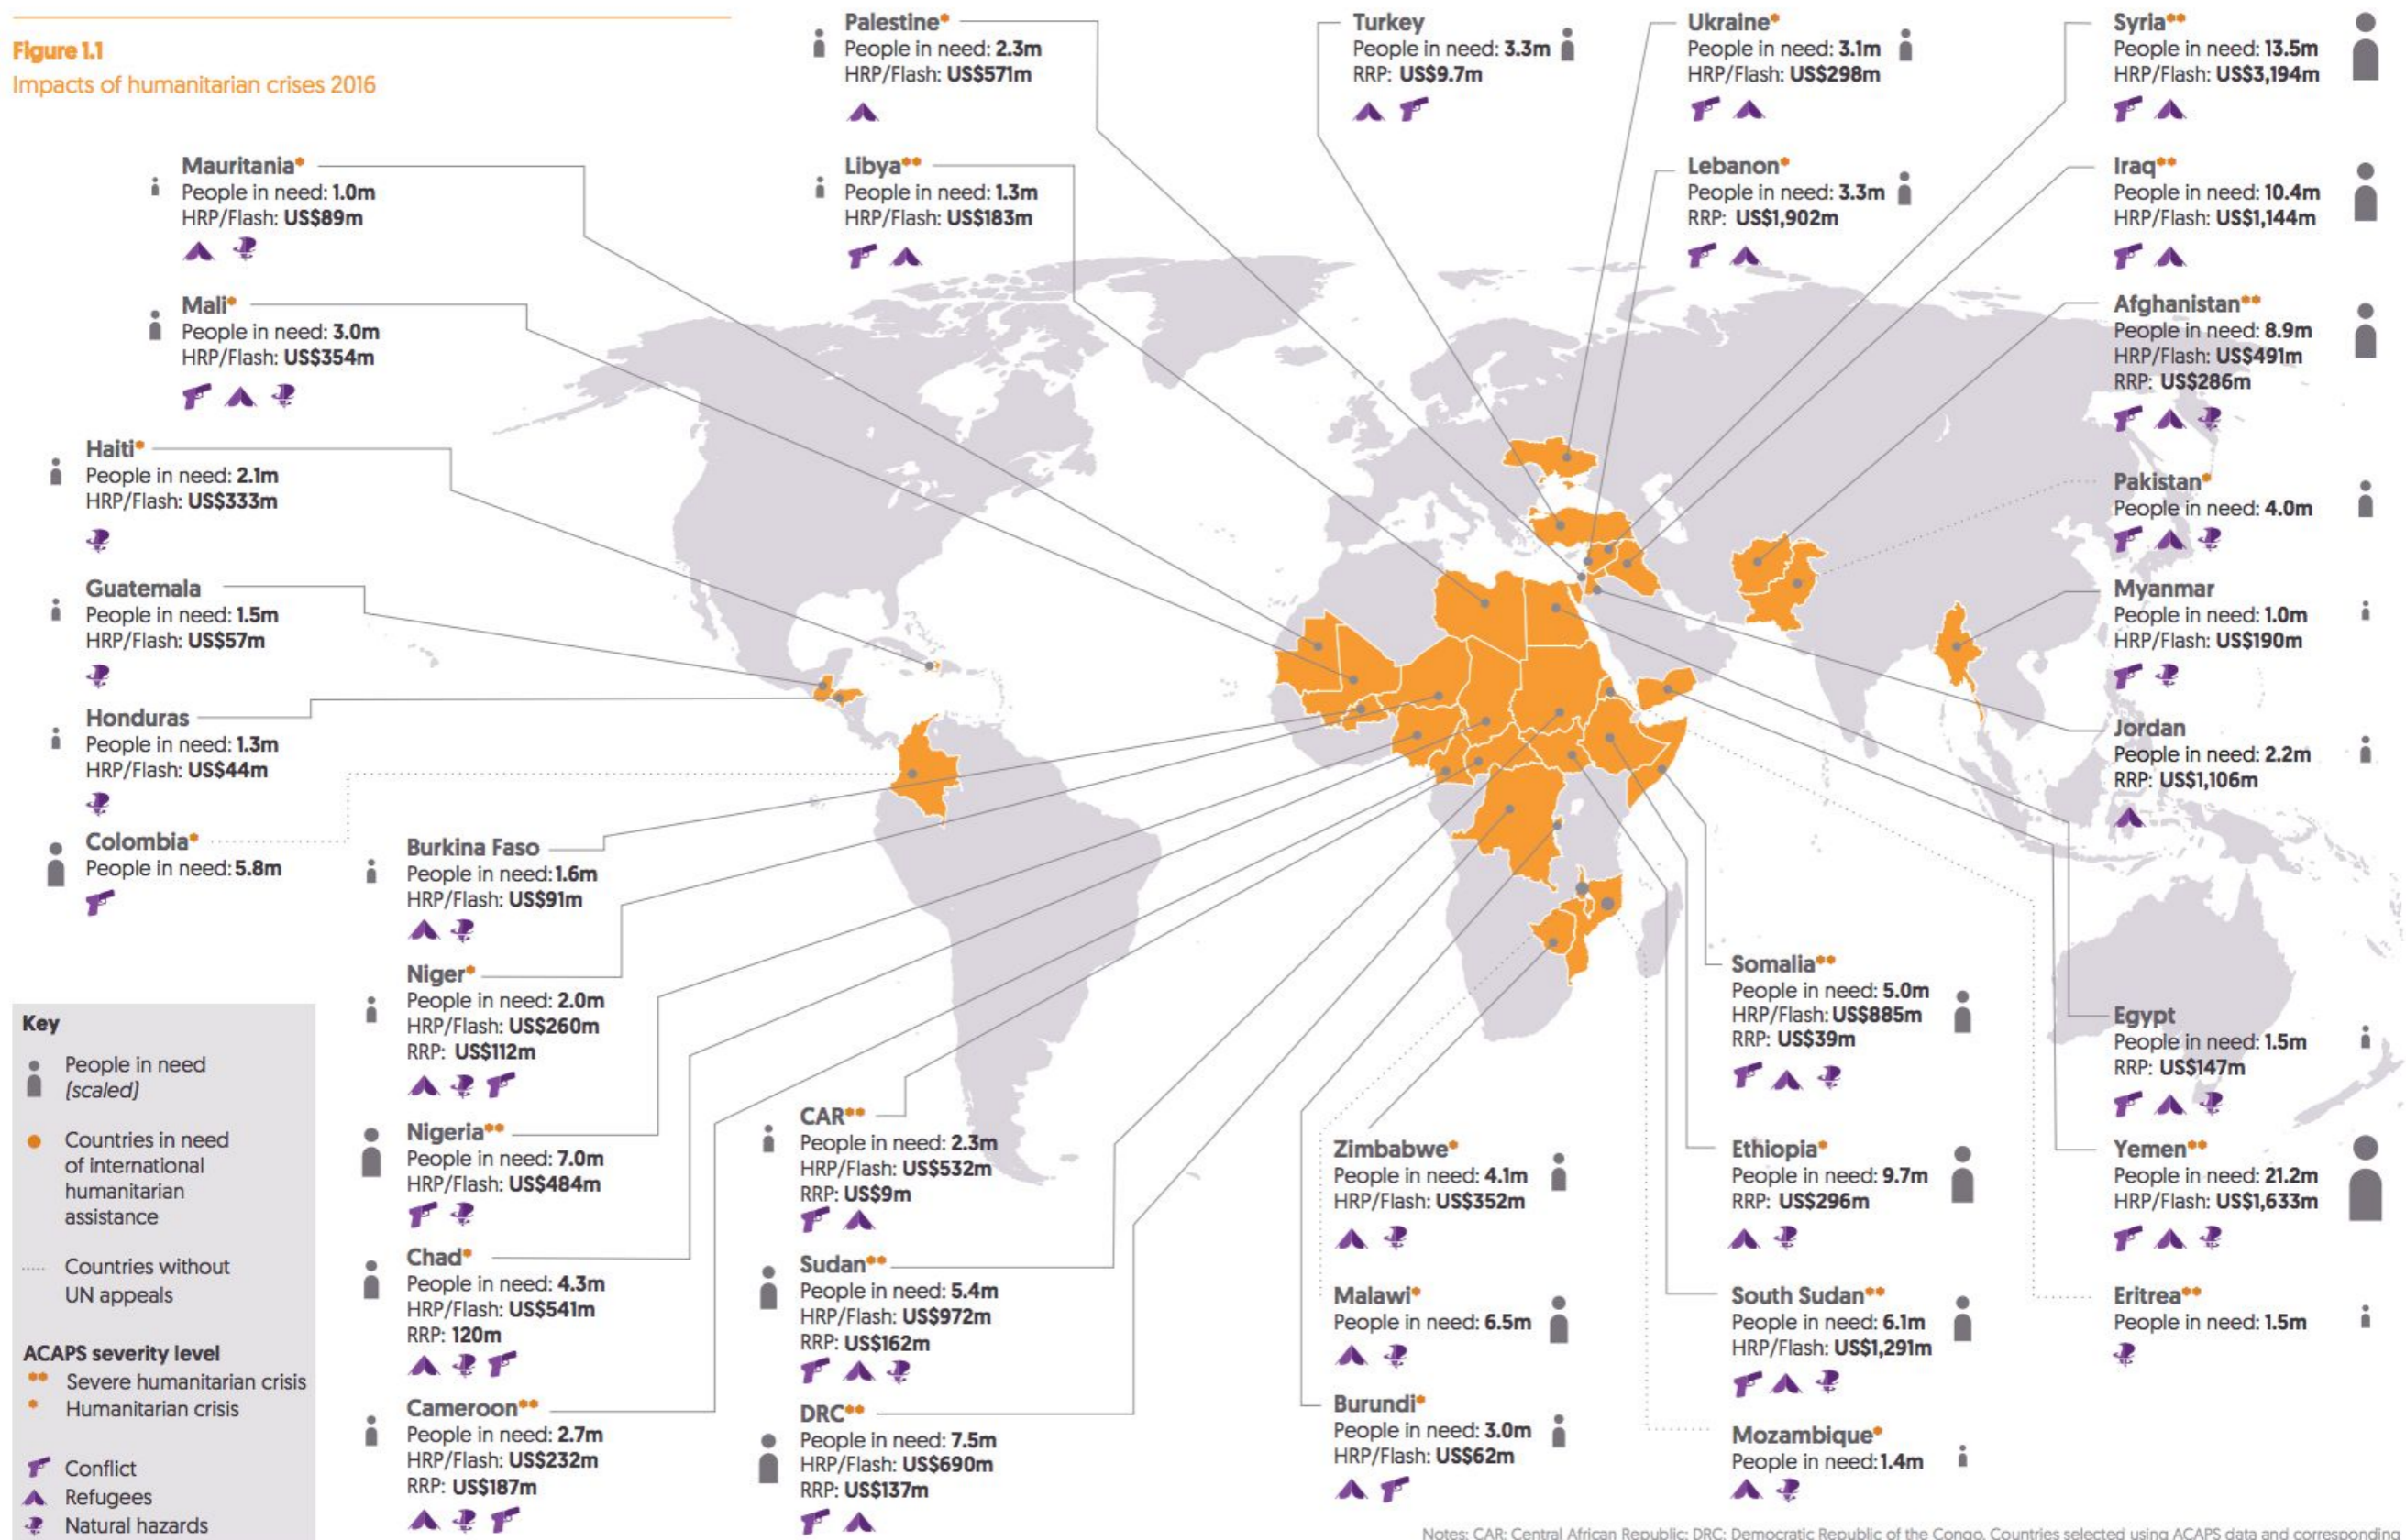 Figure 1.1
Impacts of humanitarian crises 2016
Palestine*
People in need: 2.3m
HRP/Flash: US$571m
Turkey
People in need: 3.3m
RRP: US$9.7m
Ukraine*
People in need: 3.1m
HRP/Flash: US$298m
Syria**
People in need: 13.5m
HRP/Flash: US$3,194m
Mauritania*
People in need: 1.0m
HRP/Flash: US$89m
Libya**
People in need: 1.3m
HRP/Flash: US$183m
Lebanon*
People in need: 3.3m
RRP: US$1,902m
Iraq**
People in need: 10.4m
HRP/Flash: US$1,144m
Mali*
People in need: 3.0m
HRP/Flash: US$354m
Afghanistan**
People in need: 8.9m
HRP/Flash: US$491m
RRP: US$286m
Haiti*
People in need: 2.1m
HRP/Flash: US$333m
Pakistan*
People in need: 4.0m
Guatemala
People in need: 1.5m
HRP/Flash: US$57m
Myanmar
People in need: 1.0m
HRP/Flash: US$190m
Honduras
People in need: 1.3m
HRP/Flash: US$44m
Jordan
People in need: 2.2m
RRP: US$1,106m
Colombia*
People in need: 5.8m
Burkina Faso
People in need: 1.6m
HRP/Flash: US$91m
Niger*
People in need: 2.0m
HRP/Flash: US$260m
RRP: US$112m
Somalia**
People in need: 5.0m
HRP/Flash: US$885m
RRP: US$39m
Egypt
People in need: 1.5m
RRP: US$147m
Nigeria**
People in need: 7.0m
HRP/Flash: US$484m
CAR**
People in need: 2.3m
HRP/Flash: US$532m
RRP: US$9m
Zimbabwe*
People in need: 4.1m
HRP/Flash: US$352m
Ethiopia*
People in need: 9.7m
RRP: US$296m
Yemen**
People in need: 21.2m
HRP/Flash: US$1,633m
Chad*
People in need: 4.3m
HRP/Flash: US$541m
RRP: 120m
Sudan**
People in need: 5.4m
HRP/Flash: US$972m
RRP: US$162m
Malawi*
People in need: 6.5m
South Sudan**
People in need: 6.1m
HRP/Flash: US$1,291m
Eritrea**
People in need: 1.5m
Cameroon**
People in need: 2.7m
HRP/Flash: US$232m
RRP: US$187m
DRC**
People in need: 7.5m
HRP/Flash: US$690m
RRP: US$137m
Burundi*
People in need: 3.0m
HRP/Flash: US$62m
Mozambique*
People in need: 1.4m
Key
People in need
(scaled)
Countries in need
of international
humanitarian
assistance
Countries without
UN appeals
ACAPS severity level
** Severe humanitarian crisis
* Humanitarian crisis
Conflict
Refugees
Natural hazards
Notes: CAR: Central African Republic; DRC: Democratic Republic of the Congo. Countries selected using ACAPS data and corresponding